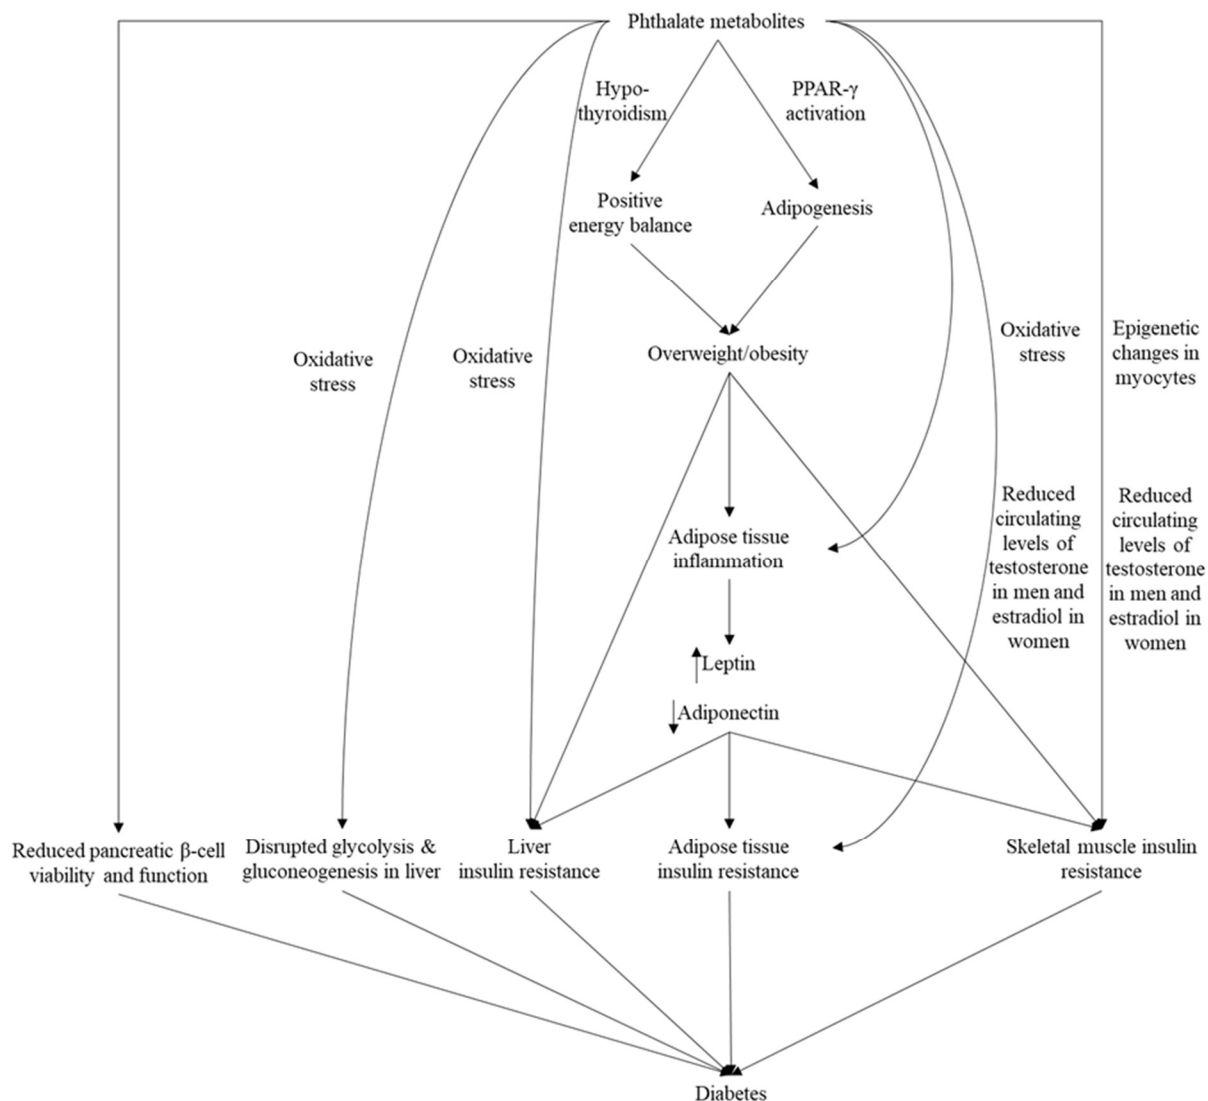 Phthalate metabolites
Hypo-
thyroidism
PPAR-γ
activation
Positive
energy balance
Adipogenesis
Oxidative
stress
Oxidative
stress
Overweight/obesity
Oxidative
stress
Epigenetic
changes in
myocytes
Adipose tissue
inflammation
Reduced
circulating
levels of
testosterone
in men and
estradiol in
women
Reduced
circulating
levels of
testosterone
in men and
estradiol in
women
Leptin
Adiponectin
Reduced pancreatic β-cell
viability and function
Disrupted glycolysis &
gluconeogenesis in liver
Liver
insulin resistance
Adipose tissue
insulin resistance
Skeletal muscle insulin
resistance
Diabetes